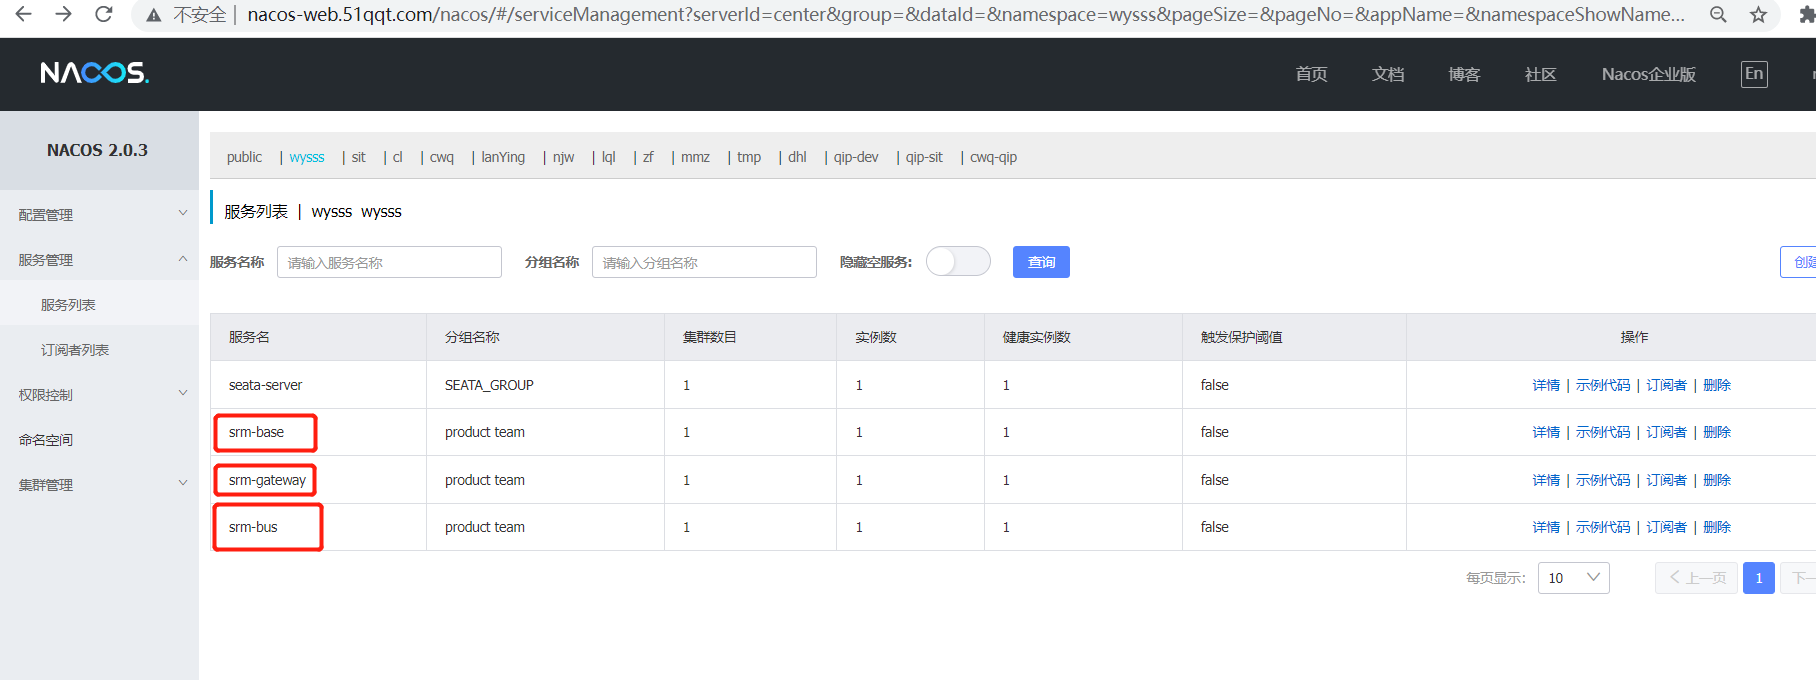 不安全 | nacos-web.51qqt.com/nacos/#/serviceManagement?serverId=center&group=&dataId=&namespace=wysss&pageSize=&pageNo=&appName=&namespaceShowName...
NACOS. 首页 文档 博客 社区 Nacos企业版 En
NACOS 2.0.3
配置管理
服务管理
服务列表
订阅者列表
权限控制
命名空间
集群管理
public | wysss | sit | cl | cwq | lanYing | njw | lql | zf | mmz | tmp | dhl | qip-dev | qip-sit | cwq-qip
服务列表 | wysss wysss
服务名称 请输入服务名称 分组名称 请输入分组名称 隐藏空服务: 查询 创建
服务名 分组名称 集群数目 实例数 健康实例数 触发保护阈值 操作
seata-server SEATA_GROUP 1 1 1 false 详情 | 示例代码 | 订阅者 | 删除
srm-base product team 1 1 1 false 详情 | 示例代码 | 订阅者 | 删除
srm-gateway product team 1 1 1 false 详情 | 示例代码 | 订阅者 | 删除
srm-bus product team 1 1 1 false 详情 | 示例代码 | 订阅者 | 删除
每页显示: 10 上一页 1 下一